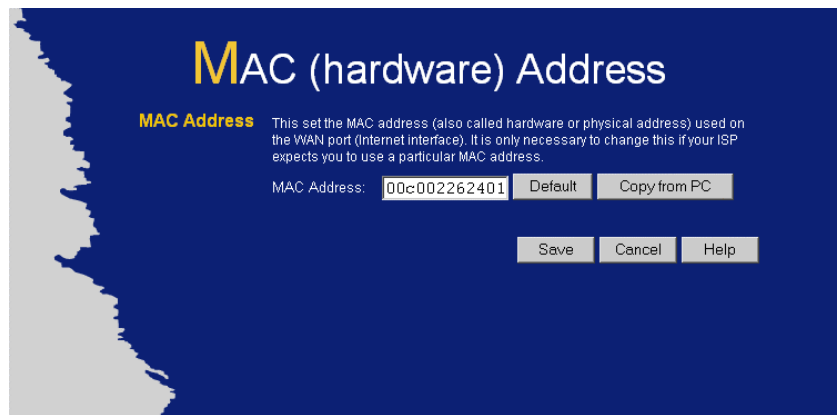 MAC (hardware) Address
MAC Address
This set the MAC address (also called hardware or physical address) used on
the WAN port (Internet interface). It is only necessary to change this if your ISP
expects you to use a particular MAC address.
MAC Address: 00c002262401 Default Copy from PC
Save Cancel Help